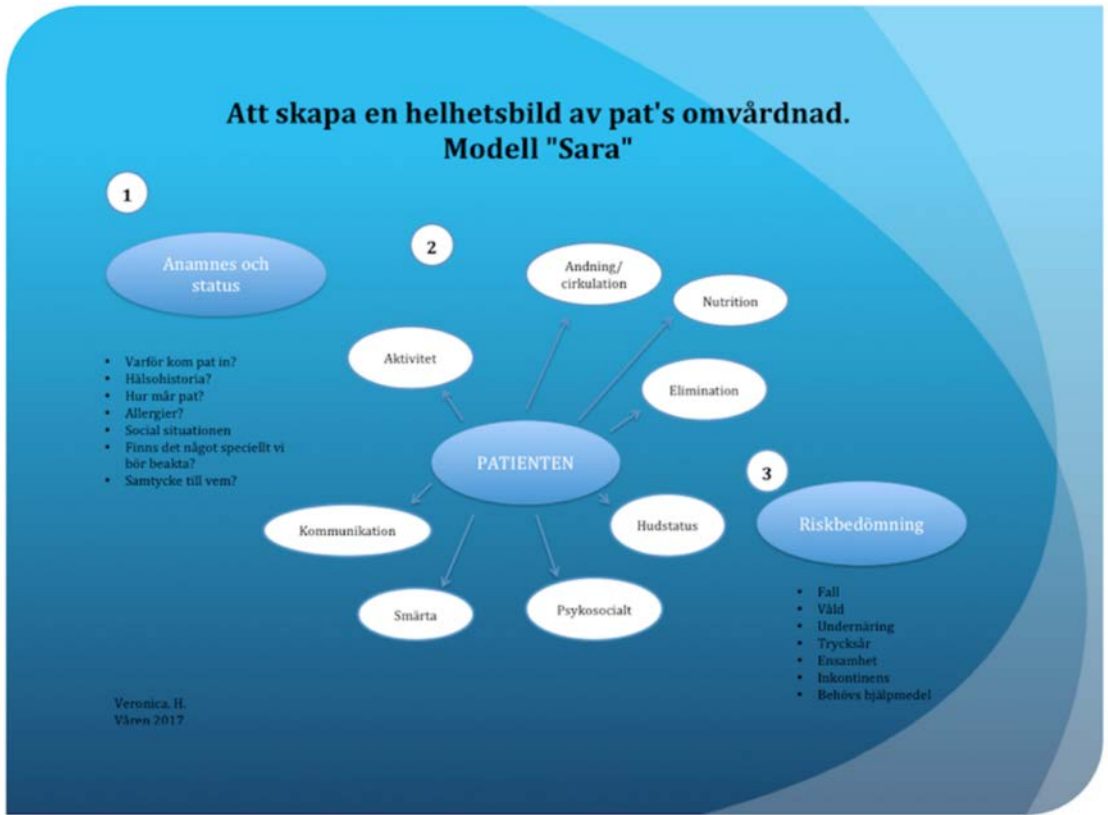 Att skapa en helhetsbild av pat's omvårdnad.
Modell "Sara"
1
Anamnes och
status
• Varför kom pat in?
• Hälsohistoria?
• Hur mår pat?
• Allergier?
• Social situationen
• Finns det något speciellt vi
bör beakta?
• Samtycke till vem?
2
Andning/
cirkulation
Nutrition
Aktivitet
Elimination
PATIENTEN
Kommunikation
Hudstatus
Smärta
Psykosocialt
3
Riskbedömning
• Fall
• Våld
• Undernäring
• Trycksår
• Ensamhet
• Inkontinens
• Behövs hjälpmedel
Veronica. H.
Våren 2017